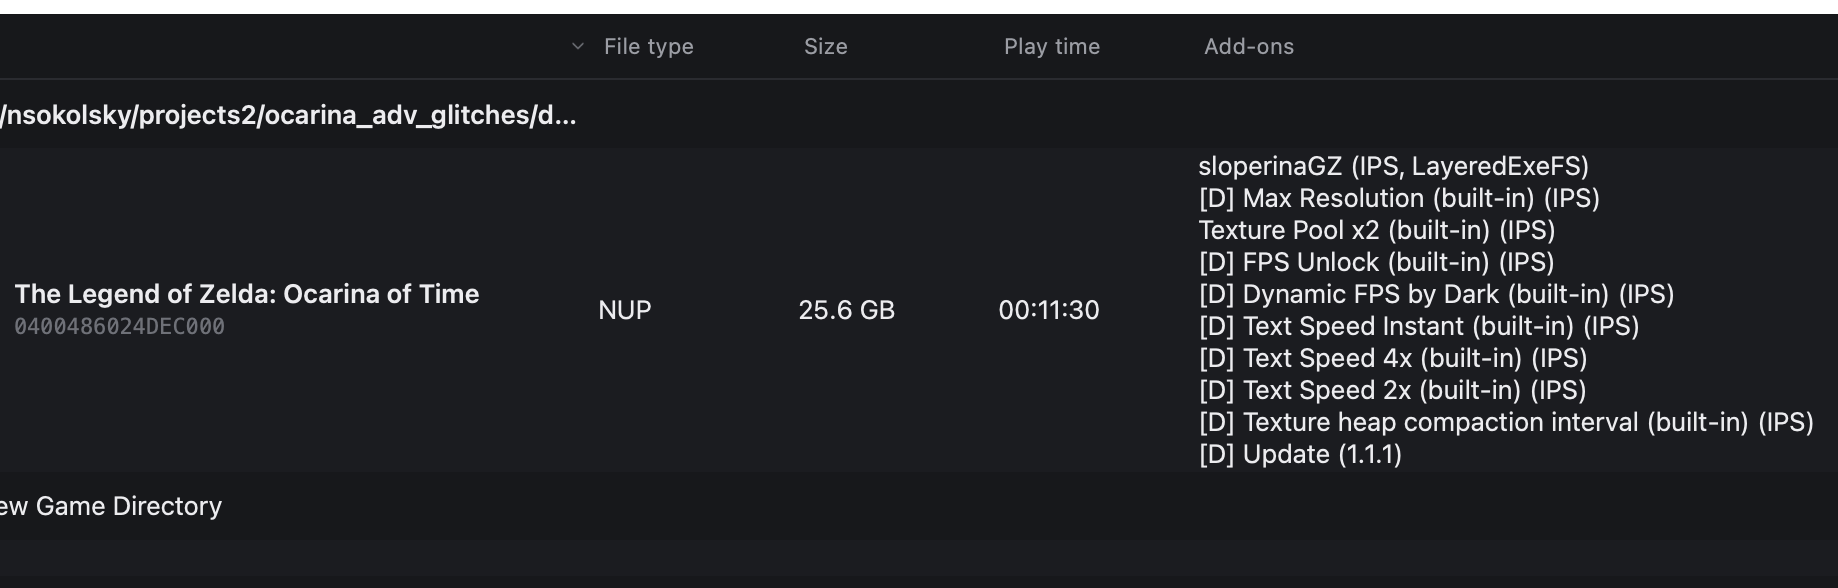 File type
Size
Play time
Add-ons
/nsokolsky/projects2/ocarina_adv_glitches/d...
The Legend of Zelda: Ocarina of Time
0400486024DEC000
NUP
25.6 GB
00:11:30
sloperinaGZ (IPS, LayeredExeFS)
[D] Max Resolution (built-in) (IPS)
Texture Pool x2 (built-in) (IPS)
[D] FPS Unlock (built-in) (IPS)
[D] Dynamic FPS by Dark (built-in) (IPS)
[D] Text Speed Instant (built-in) (IPS)
[D] Text Speed 4x (built-in) (IPS)
[D] Text Speed 2x (built-in) (IPS)
[D] Texture heap compaction interval (built-in) (IPS)
[D] Update (1.1.1)
ew Game Directory